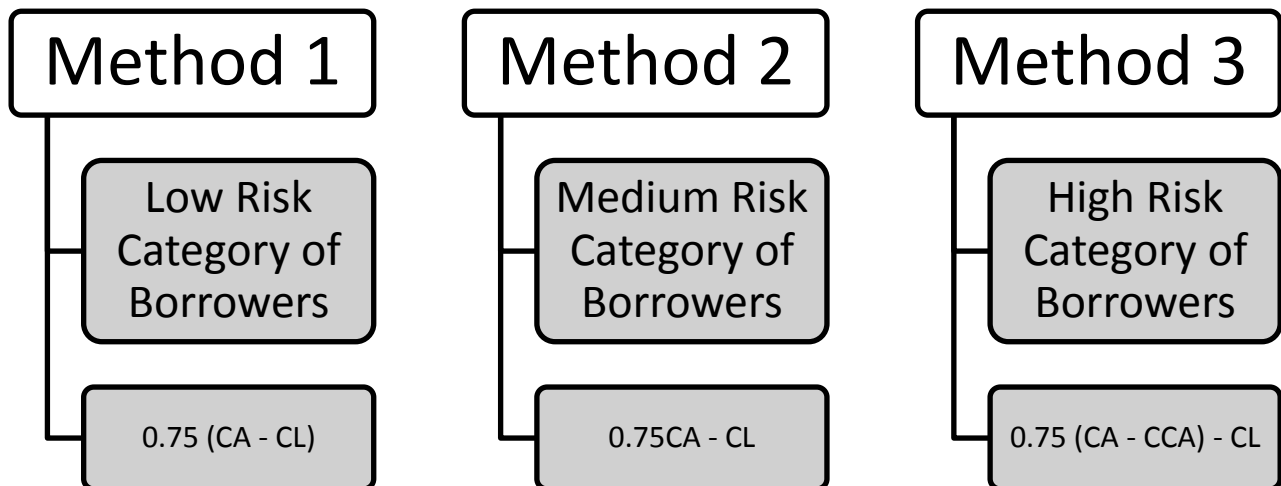 Method 1
Low Risk
Category of
Borrowers
0.75 (CA - CL)
Method 2
Medium Risk
Category of
Borrowers
0.75CA - CL
Method 3
High Risk
Category of
Borrowers
0.75 (CA - CCA) - CL